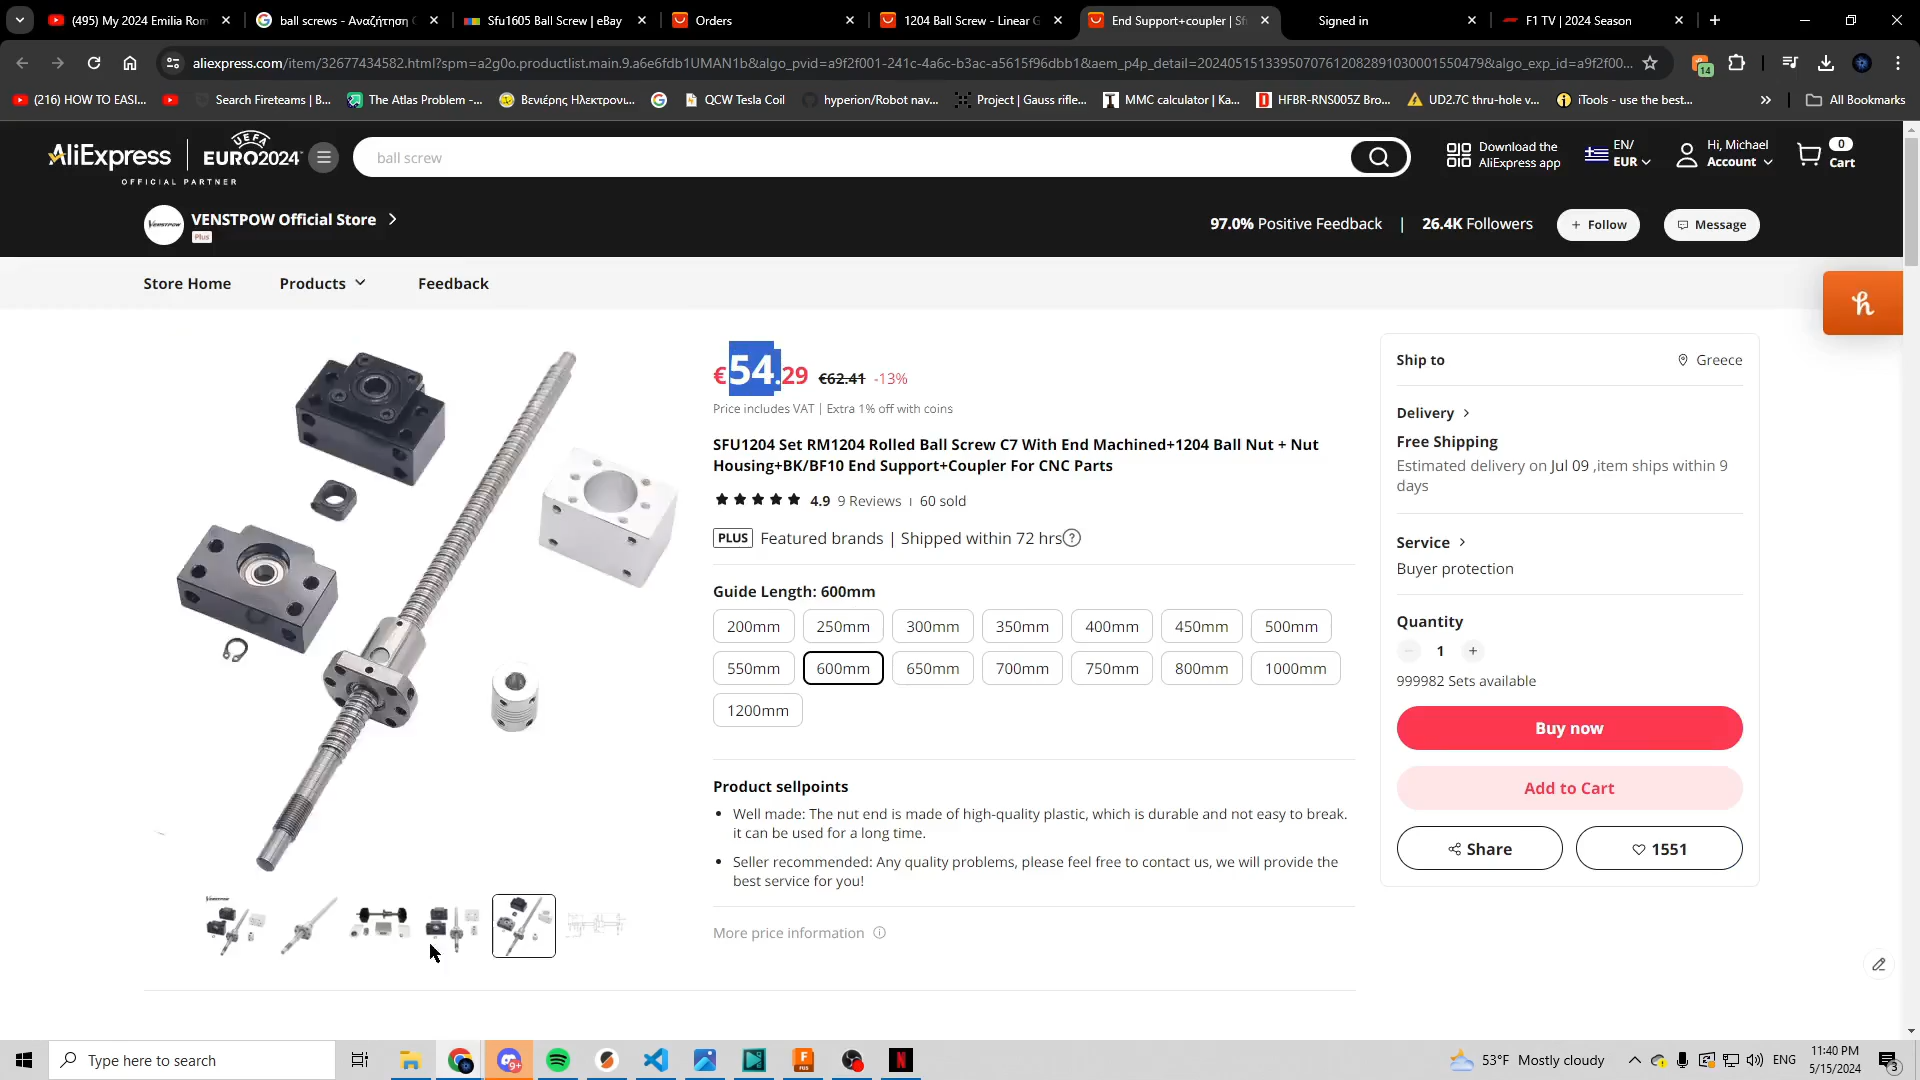 (495) My 2024 Emilia Rom
ball screws - Αναζήτηση
Sfu1605 Ball Screw | eBay
Orders
1204 Ball Screw - Linear G
End Support+coupler | Sf
Signed in
F1 TV | 2024 Season
aliexpress.com/item/32677434582.html?spm=a2g0o.productlist.main.9.a6e6fdb1UMAN1b&algo_pvid=a9f2f001-241c-4a6c-b3ac-a5615f96dbb1&aem_p4p_detail=20240515133950707612082891030001550479&algo_exp_id=a9f2f00...
14
(216) HOW TO EASI...
Search Fireteams | B...
The Atlas Problem -...
Βενιέρης Ηλεκτρονι...
QCW Tesla Coil
hyperion/Robot nav...
Project | Gauss rifle...
MMC calculator | Ka...
HFBR-RNS005Z Bro...
UD2.7C thru-hole v...
iTools - use the best...
All Bookmarks
AliExpress
UEFA
EURO2024
OFFICIAL PARTNER
ball screw
Download the
AliExpress app
EN/
EUR
Hi, Michael
Account
0
Cart
VENSTPOW
VENSTPOW Official Store
Plus
97.0% Positive Feedback | 26.4K Followers
+ Follow
Message
Store Home
Products
Feedback
€54.29 €62.41 -13%
Price includes VAT | Extra 1% off with coins
SFU1204 Set RM1204 Rolled Ball Screw C7 With End Machined+1204 Ball Nut + Nut
Housing+BK/BF10 End Support+Coupler For CNC Parts
4.9 9 Reviews 60 sold
PLUS Featured brands | Shipped within 72 hrs
Guide Length: 600mm
200mm 250mm 300mm 350mm 400mm 450mm 500mm
550mm 600mm 650mm 700mm 750mm 800mm 1000mm
1200mm
Product sellpoints
Well made: The nut end is made of high-quality plastic, which is durable and not easy to break.
it can be used for a long time.
Seller recommended: Any quality problems, please feel free to contact us, we will provide the
best service for you!
More price information
Ship to
Greece
Delivery
Free Shipping
Estimated delivery on Jul 09 ,item ships within 9
days
Service
Buyer protection
Quantity
1
999982 Sets available
Buy now
Add to Cart
Share
1551
VENSTPOW
Type here to search
9+
53°F Mostly cloudy
ENG
11:40 PM
5/15/2024
3